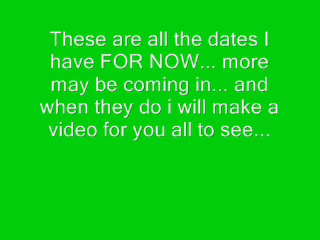 These are all the dates I
have FOR NOW... more
may be coming in... and
when they do i will make a
video for you all to see...